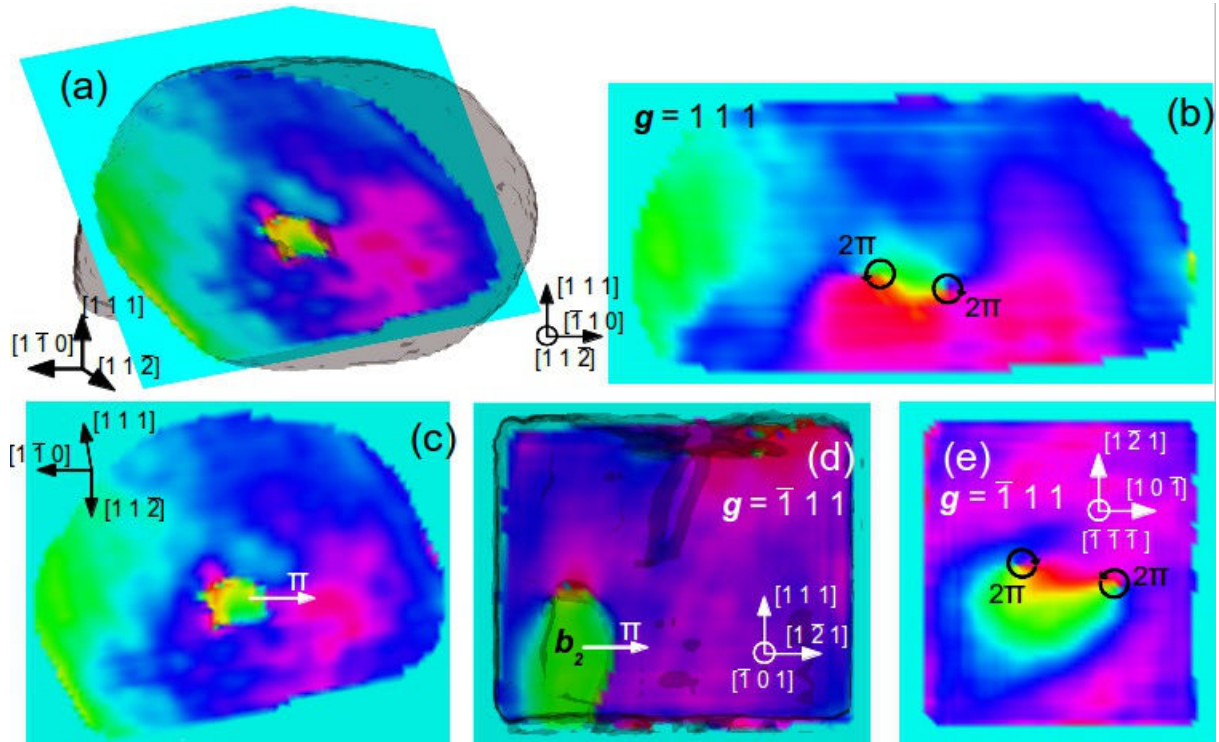 (a)
[1 1 1]
[1 1̄ 0]
[1 1 2̄]
g = 1 1 1
(b)
2π
2π
[1 1 1]
[1̄ 1 0]
[1 1 2̄]
(c)
[1 1 1]
[1 1̄ 0]
[1 1 2̄]
π
(d)
g = 1̄ 1 1
b2
π
[1 1 1]
[1 2̄ 1]
[1̄ 0 1]
(e)
[1 2̄ 1]
g = 1̄ 1 1
[1 0 1̄]
[1̄ 1̄ 1̄]
2π
2π